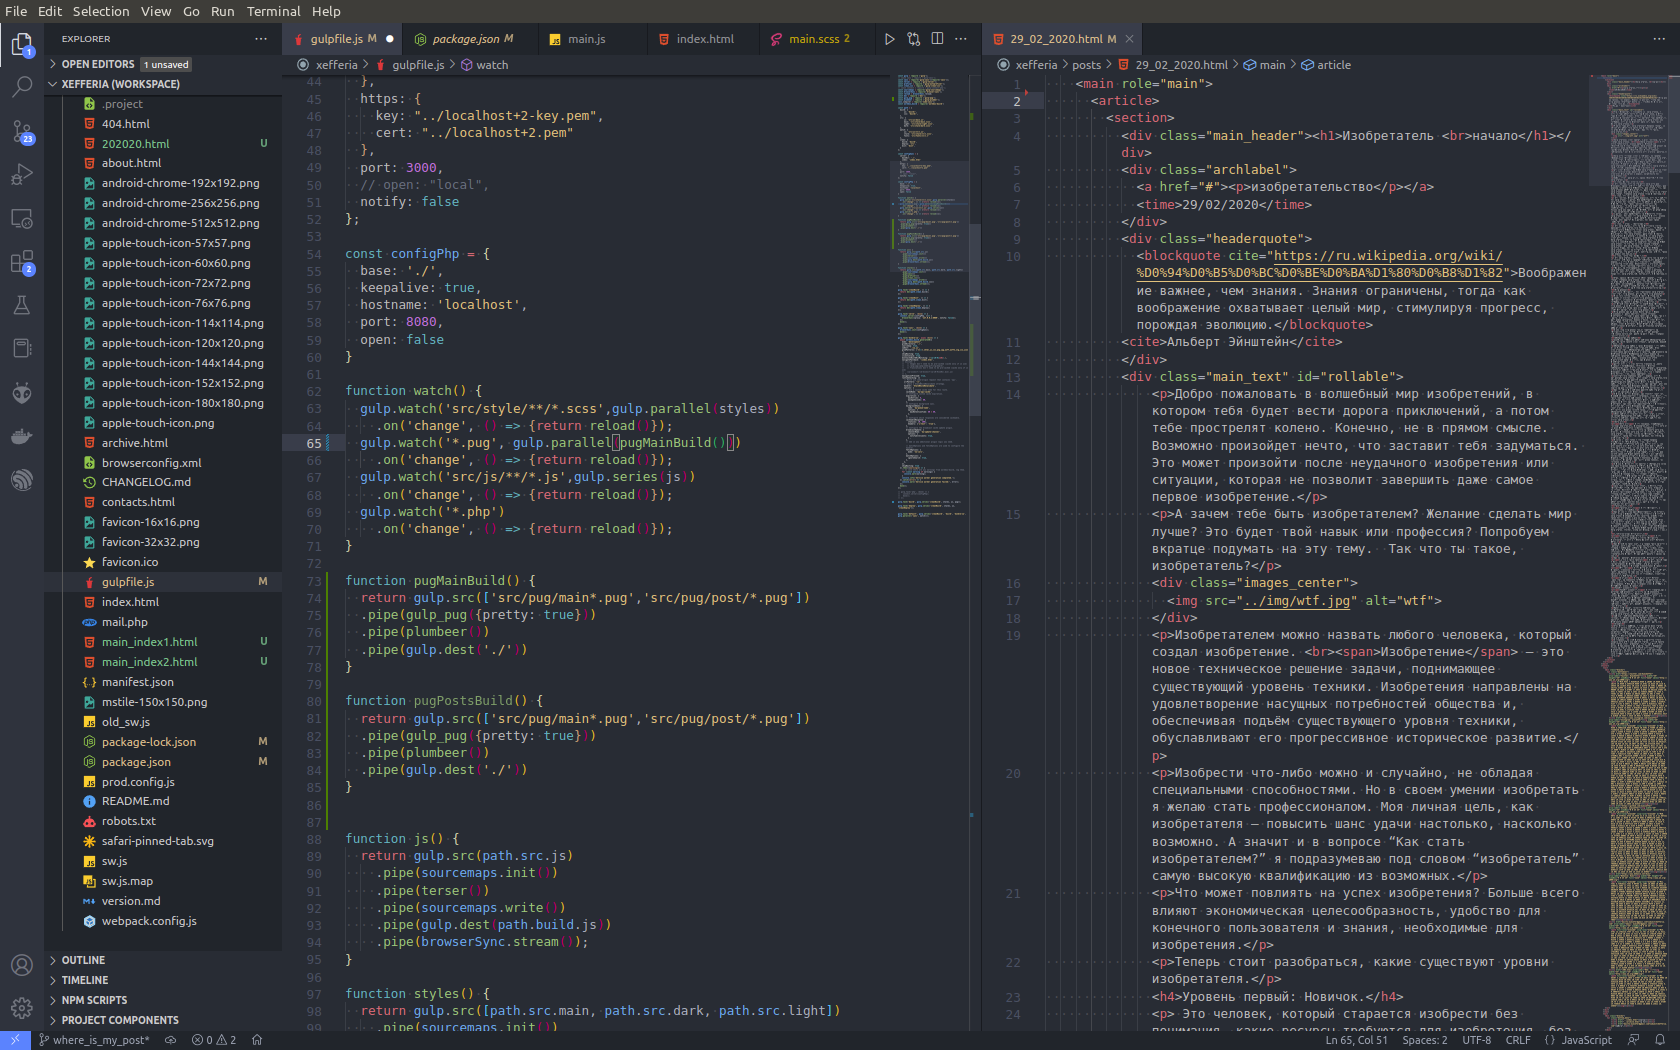 File Edit Selection View Go Run Terminal Help
EXPLORER
OPEN EDITORS 1 unsaved
XEFFERIA (WORKSPACE)
.project
404.html
202020.html U
about.html
android-chrome-192x192.png
android-chrome-256x256.png
android-chrome-512x512.png
apple-touch-icon-57x57.png
apple-touch-icon-60x60.png
apple-touch-icon-72x72.png
apple-touch-icon-76x76.png
apple-touch-icon-114x114.png
apple-touch-icon-120x120.png
apple-touch-icon-144x144.png
apple-touch-icon-152x152.png
apple-touch-icon-180x180.png
apple-touch-icon.png
archive.html
browserconfig.xml
CHANGELOG.md
contacts.html
favicon-16x16.png
favicon-32x32.png
favicon.ico
gulpfile.js M
index.html
mail.php
main_index1.html U
main_index2.html U
manifest.json
mstile-150x150.png
old_sw.js
package-lock.json M
package.json M
prod.config.js
README.md
robots.txt
safari-pinned-tab.svg
sw.js
sw.js.map
version.md
webpack.config.js
OUTLINE
TIMELINE
NPM SCRIPTS
PROJECT COMPONENTS
1
23
2
gulpfile.js M package.json M main.js index.html main.scss 2
xefferia > gulpfile.js > watch
44 },
45 https: {
46 key: "../localhost+2-key.pem",
47 cert: "../localhost+2.pem"
48 },
49 port: 3000,
50 // open: "local",
51 notify: false
52 };
53
54 const configPhp = {
55 base: './',
56 keepalive: true,
57 hostname: 'localhost',
58 port: 8080,
59 open: false
60 }
61
62 function watch() {
63 gulp.watch('src/style/**/*.scss',gulp.parallel(styles))
64 .on('change', () => {return reload()});
65 gulp.watch('*.pug', gulp.parallel(pugMainBuild()))
66 .on('change', () => {return reload()});
67 gulp.watch('src/js/**/*.js',gulp.series(js))
68 .on('change', () => {return reload()});
69 gulp.watch('*.php')
70 .on('change', () => {return reload()});
71 }
72
73 function pugMainBuild() {
74 return gulp.src(['src/pug/main*.pug','src/pug/post/*.pug'])
75 .pipe(gulp_pug({pretty: true}))
76 .pipe(plumbeer())
77 .pipe(gulp.dest('./'))
78 }
79
80 function pugPostsBuild() {
81 return gulp.src(['src/pug/main*.pug','src/pug/post/*.pug'])
82 .pipe(gulp_pug({pretty: true}))
83 .pipe(plumbeer())
84 .pipe(gulp.dest('./'))
85 }
86
87
88 function js() {
89 return gulp.src(path.src.js)
90 .pipe(sourcemaps.init())
91 .pipe(terser())
92 .pipe(sourcemaps.write())
93 .pipe(gulp.dest(path.build.js))
94 .pipe(browserSync.stream());
95 }
96
97 function styles() {
98 return gulp.src([path.src.main, path.src.dark, path.src.light])
99 .pipe(sourcemaps.init())
29_02_2020.html M
xefferia > posts > 29_02_2020.html > main > article
1 <main role="main">
2 <article>
3 <section>
4 <div class="main_header"><h1>Изобретатель <br>начало</h1></
div>
5 <div class="archlabel">
6 <a href="#"><p>изобретательство</p></a>
7 <time>29/02/2020</time>
8 </div>
9 <div class="headerquote">
10 <blockquote cite="https://ru.wikipedia.org/wiki/
%D0%94%D0%B5%D0%BC%D0%BE%D0%BA%D1%80%D0%B8%D1%82">Воображен
ие важнее, чем знания. Знания ограничены, тогда как
воображение охватывает целый мир, стимулируя прогресс,
порождая эволюцию.</blockquote>
11 <cite>Альберт Эйнштейн</cite>
12 </div>
13 <div class="main_text" id="rollable">
14 <p>Добро пожаловать в волшебный мир изобретений, в
котором тебя будет вести дорога приключений, а потом
тебе прострелят колено. Конечно, не в прямом смысле.
Возможно произойдет нечто, что заставит тебя задуматься.
Это может произойти после неудачного изобретения или
ситуации, которая не позволит завершить даже самое
первое изобретение.</p>
15 <p>А зачем тебе быть изобретателем? Желание сделать мир
лучше? Это будет твой навык или профессия? Попробуем
вкратце подумать на эту тему.  Так что ты такое,
изобретатель?</p>
16 <div class="images_center">
17 <img src="../img/wtf.jpg" alt="wtf">
18 </div>
19 <p>Изобретателем можно назвать любого человека, который
создал изобретение. <br><span>Изобретение</span> — это
новое техническое решение задачи, поднимающее
существующий уровень техники. Изобретения направлены на
удовлетворение насущных потребностей общества и,
обеспечивая подъём существующего уровня техники,
обуславливают его прогрессивное историческое развитие.</
p>
20 <p>Изобрести что-либо можно и случайно, не обладая
специальными способностями. Но в своем умении изобретать
я желаю стать профессионалом. Моя личная цель, как
изобретателя — повысить шанс удачи настолько, насколько
возможно. А значит и в вопросе “Как стать
изобретателем?” я подразумеваю под словом “изобретатель”
самую высокую квалификацию из возможных.</p>
21 <p>Что может повлиять на успех изобретения? Больше всего
влияют экономическая целесообразность, удобство для
конечного пользователя и знания, необходимые для
изобретения.</p>
22 <p>Теперь стоит разобраться, какие существуют уровни
изобретателя.</p>
23 <h4>Уровень первый: Новичок.</h4>
24 <p> Это человек, который старается изобрести без
понимания, какие ресурсы требуются для изобретения, без
where_is_my_post* 0 2 Ln 65, Col 51 Spaces: 2 UTF-8 CRLF {} JavaScript